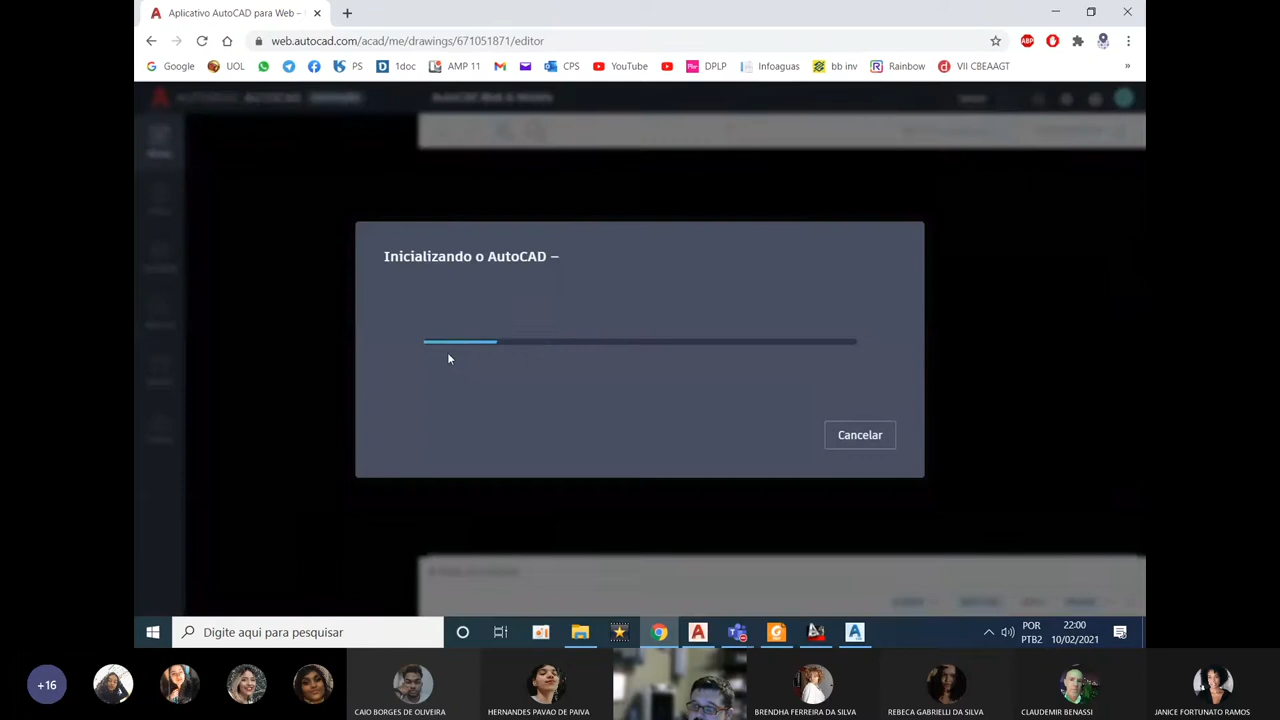 Aplicativo AutoCAD para Web –
web.autocad.com/acad/me/drawings/671051871/editor
ABP
Google UOL PS 1doc AMP 11 CPS YouTube DPLP Infoaguas bb inv Rainbow VII CBEAAGT »
Inicializando o AutoCAD –
Cancelar
Digite aqui para pesquisar
POR
PTB2
22:00
10/02/2021
+16
CAIO BORGES DE OLIVEIRA
HERNANDES PAVAO DE PAIVA
BRENDHA FERREIRA DA SILVA
REBECA GABRIELLI DA SILVA
CLAUDEMIR BENASSI
JANICE FORTUNATO RAMOS